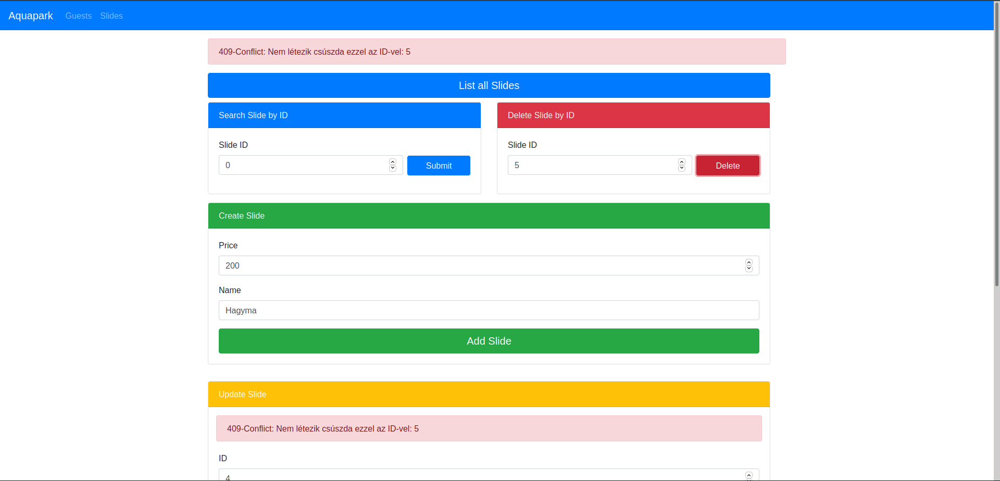 Aquapark Guests Slides
409-Conflict: Nem létezik csúszda ezzel az ID-vel: 5
List all Slides
Search Slide by ID
Slide ID
0
Submit
Delete Slide by ID
Slide ID
5
Delete
Create Slide
Price
200
Name
Hagyma
Add Slide
Update Slide
409-Conflict: Nem létezik csúszda ezzel az ID-vel: 5
ID
4